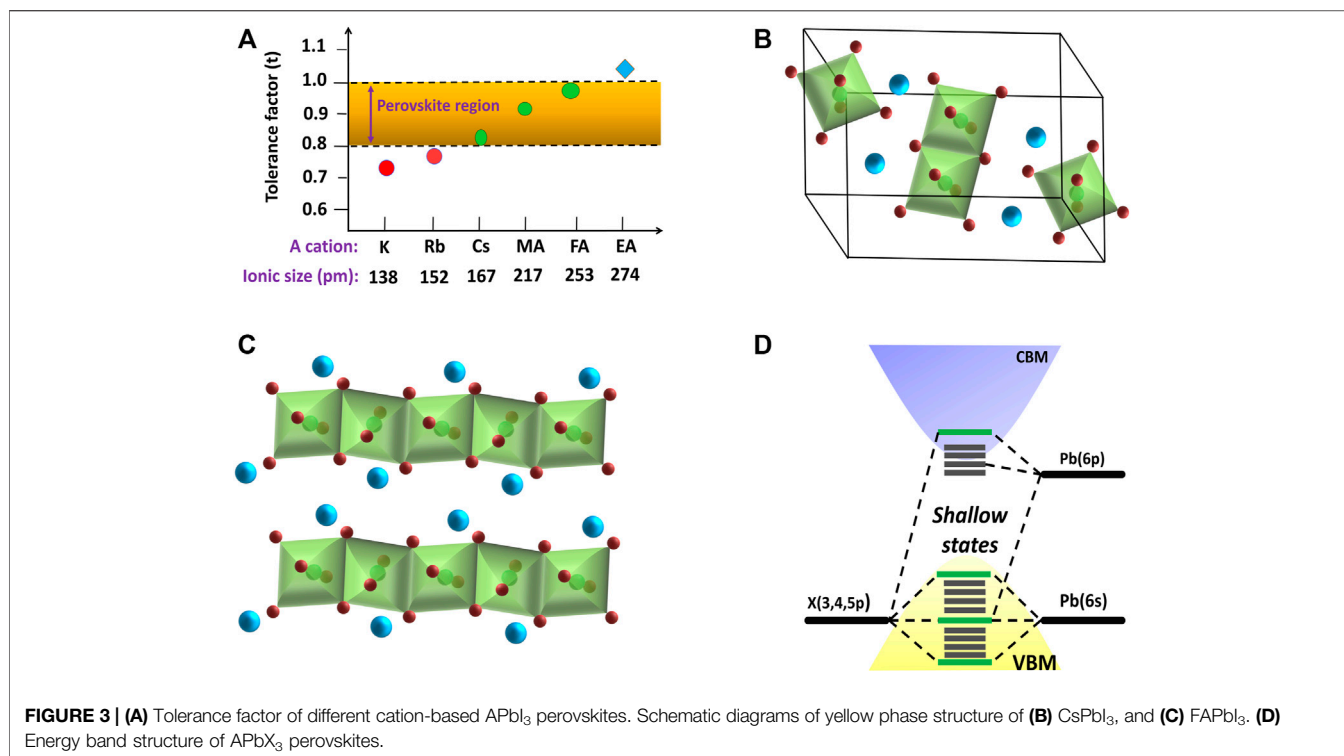 A
Tolerance factor (t)
1.1
1.0
0.9
0.8
0.7
0.6
Perovskite region
A cation: K Rb Cs MA FA EA
Ionic size (pm): 138 152 167 217 253 274
B
C
D
CBM
Pb(6p)
Shallow
states
X(3,4,5p)
Pb(6s)
VBM
FIGURE 3 | (A) Tolerance factor of different cation-based APbI₃ perovskites. Schematic diagrams of yellow phase structure of (B) CsPbI₃, and (C) FAPbI₃. (D)
Energy band structure of APbX₃ perovskites.